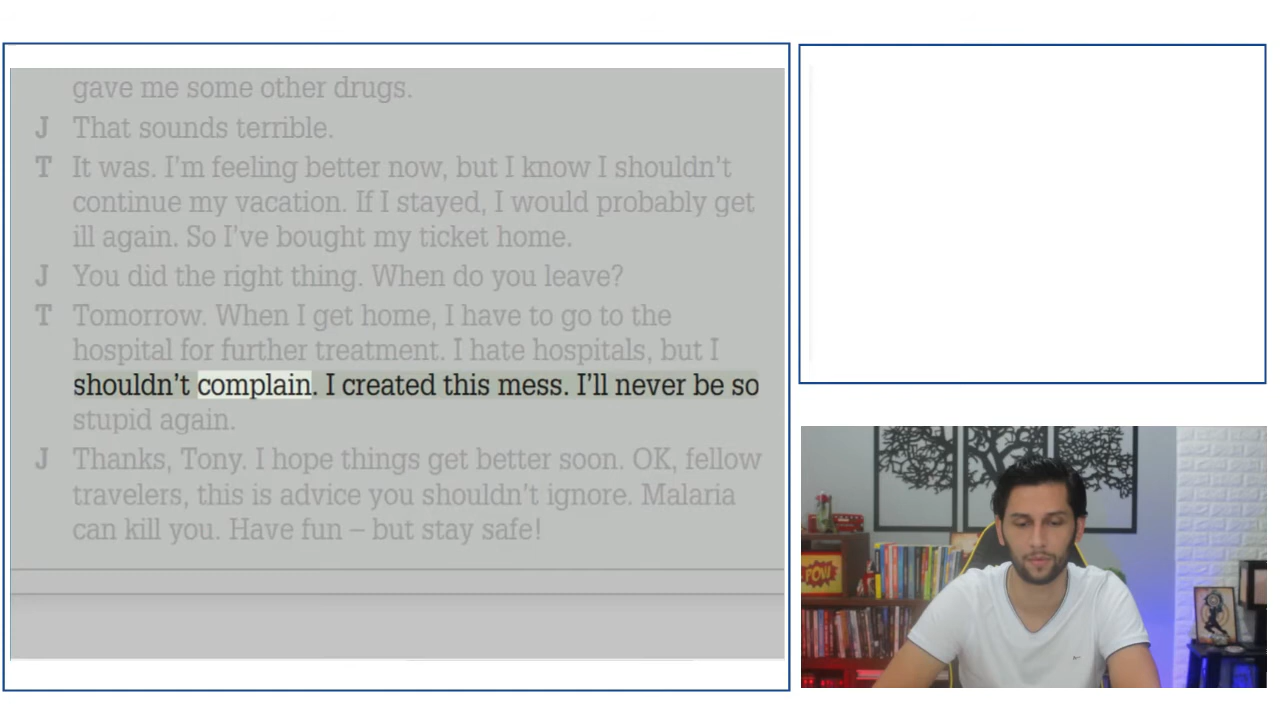 gave me some other drugs.
J That sounds terrible.
T It was. I'm feeling better now, but I know I shouldn't
continue my vacation. If I stayed, I would probably get
ill again. So I've bought my ticket home.
J You did the right thing. When do you leave?
T Tomorrow. When I get home, I have to go to the
hospital for further treatment. I hate hospitals, but I
shouldn't complain. I created this mess. I'll never be so
stupid again.
J Thanks, Tony. I hope things get better soon. OK, fellow
travelers, this is advice you shouldn't ignore. Malaria
can kill you. Have fun – but stay safe!
POW!